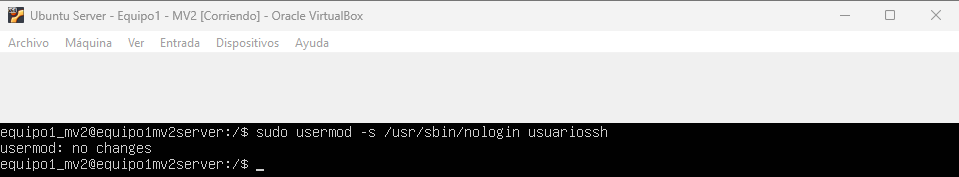 Ubuntu Server - Equipo1 - MV2 [Corriendo] - Oracle VirtualBox
Archivo Máquina Ver Entrada Dispositivos Ayuda
equipo1_mv2@equipo1mv2server:/$ sudo usermod -s /usr/sbin/nologin usuariossh
usermod: no changes
equipo1_mv2@equipo1mv2server:/$ _